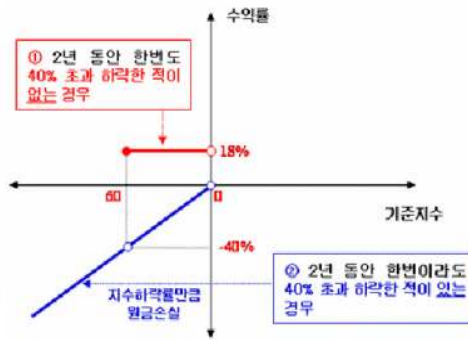 수익률
① 2년 동안 한번도
40% 초과 하락한 적이
없는 경우
18%
60
0
기준지수
-40%
② 2년 동안 한번이라도
40% 초과 하락한 적이 있는
경우
지수하락률만큼
원금손실